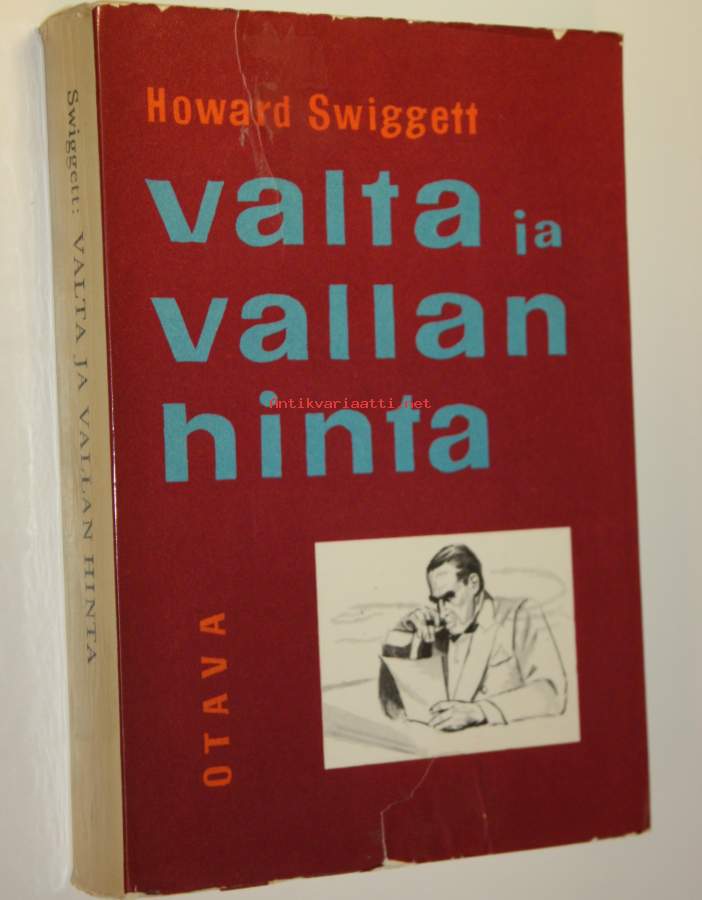 Howard Swiggett
valta ja
vallan
hinta
Antikvariaatti.net
OTAVA
Swiggett: VALTA JA VALLAN HINTA